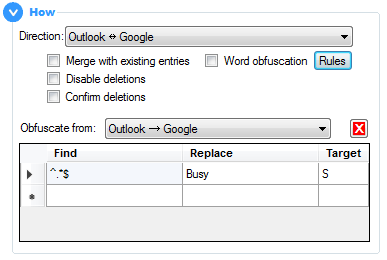 How
Direction: Outlook ⇔ Google
Merge with existing entries Word obfuscation Rules
Disable deletions
Confirm deletions
Obfuscate from: Outlook → Google
Find Replace Target
^.*$ Busy S